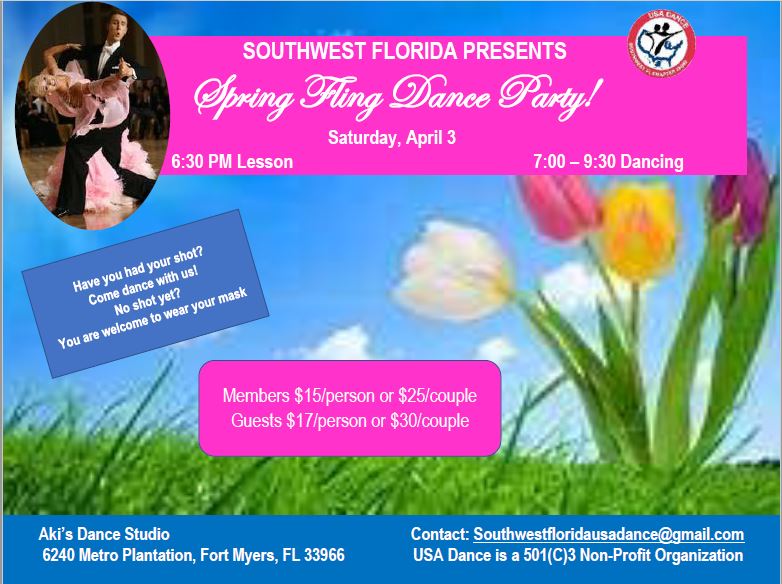 USA DANCE
SOUTHWEST FLORIDA PRESENTS
Spring Fling Dance Party!
Saturday, April 3
6:30 PM Lesson
7:00 – 9:30 Dancing
Have you had your shot?
Come dance with us!
No shot yet?
You are welcome to wear your mask
Members $15/person or $25/couple
Guests $17/person or $30/couple
Aki's Dance Studio
6240 Metro Plantation, Fort Myers, FL 33966
Contact: Southwestfloridausadance@gmail.com
USA Dance is a 501(C)3 Non-Profit Organization